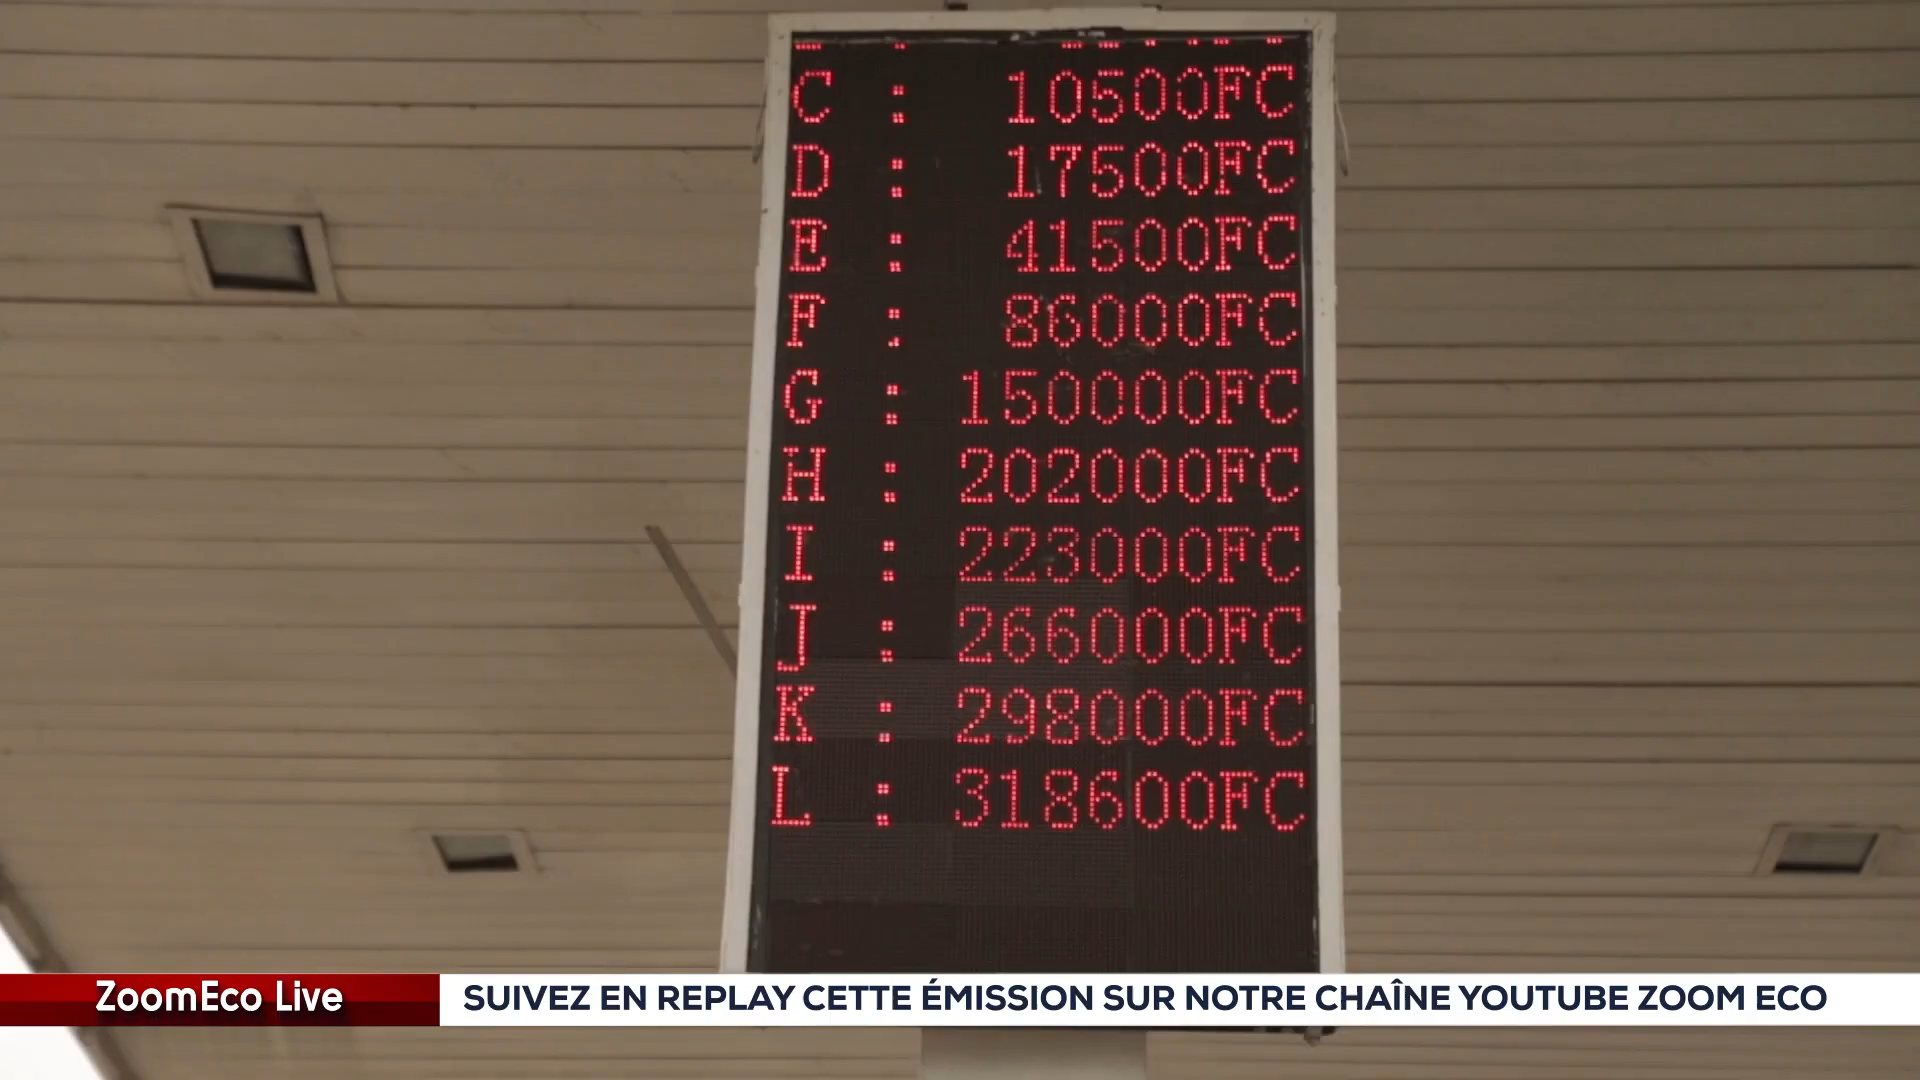 C : 10500FC
D : 17500FC
E : 41500FC
F : 86000FC
G : 150000FC
H : 202000FC
I : 223000FC
J : 266000FC
K : 298000FC
L : 318600FC
ZoomEco Live
SUIVEZ EN REPLAY CETTE ÉMISSION SUR NOTRE CHAÎNE YOUTUBE ZOOM ECO